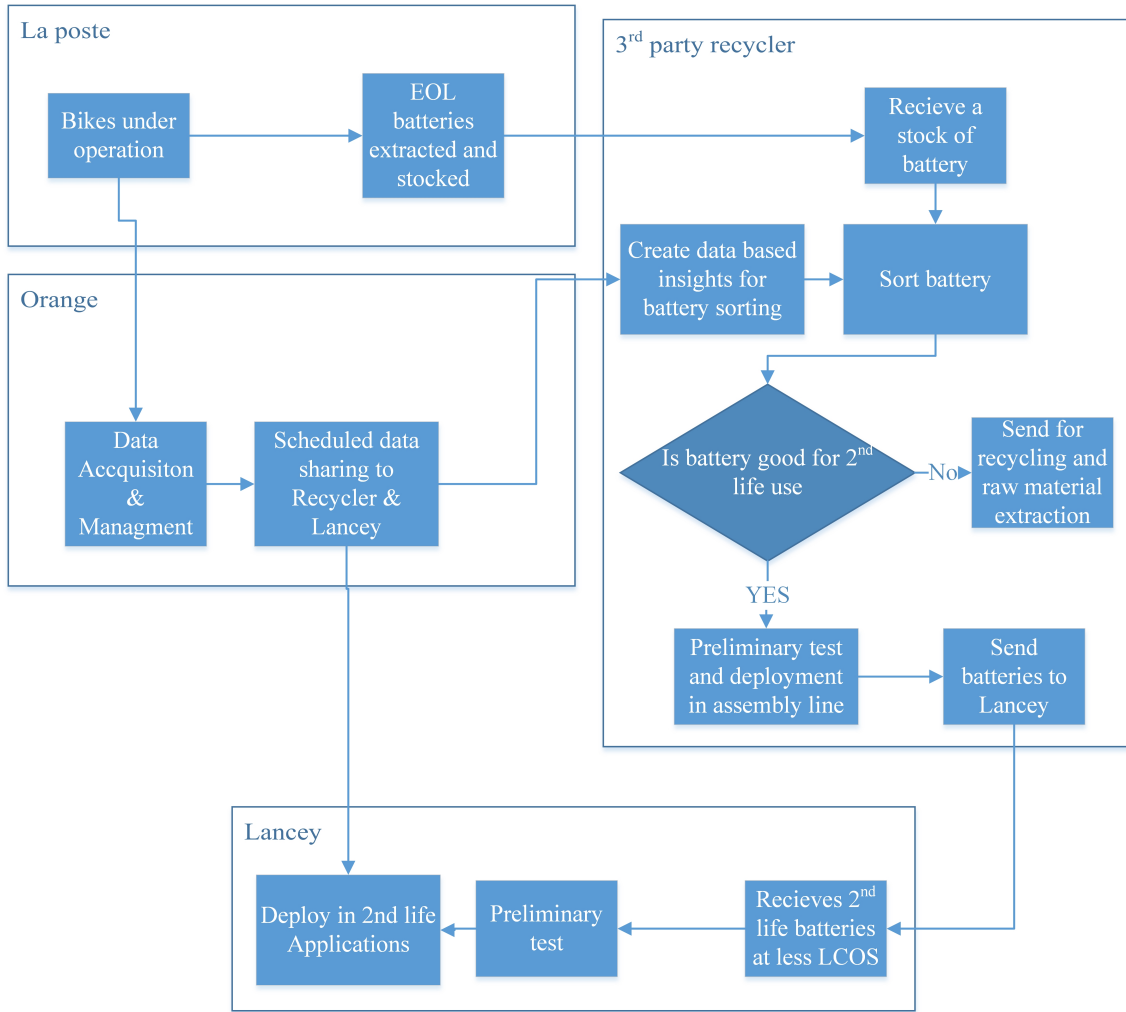 La poste
Bikes under
operation
EOL
batteries
extracted and
stocked
3rd party recycler
Recieve a
stock of
battery
Create data based
insights for
battery sorting
Sort battery
Orange
Data
Accquisiton
&
Managment
Scheduled data
sharing to
Recycler &
Lancey
Is battery good for 2nd
life use
No
Send for
recycling and
raw material
extraction
YES
Preliminary test
and deployment
in assembly line
Send
batteries to
Lancey
Lancey
Deploy in 2nd life
Applications
Preliminary
test
Recieves 2nd
life batteries
at less LCOS